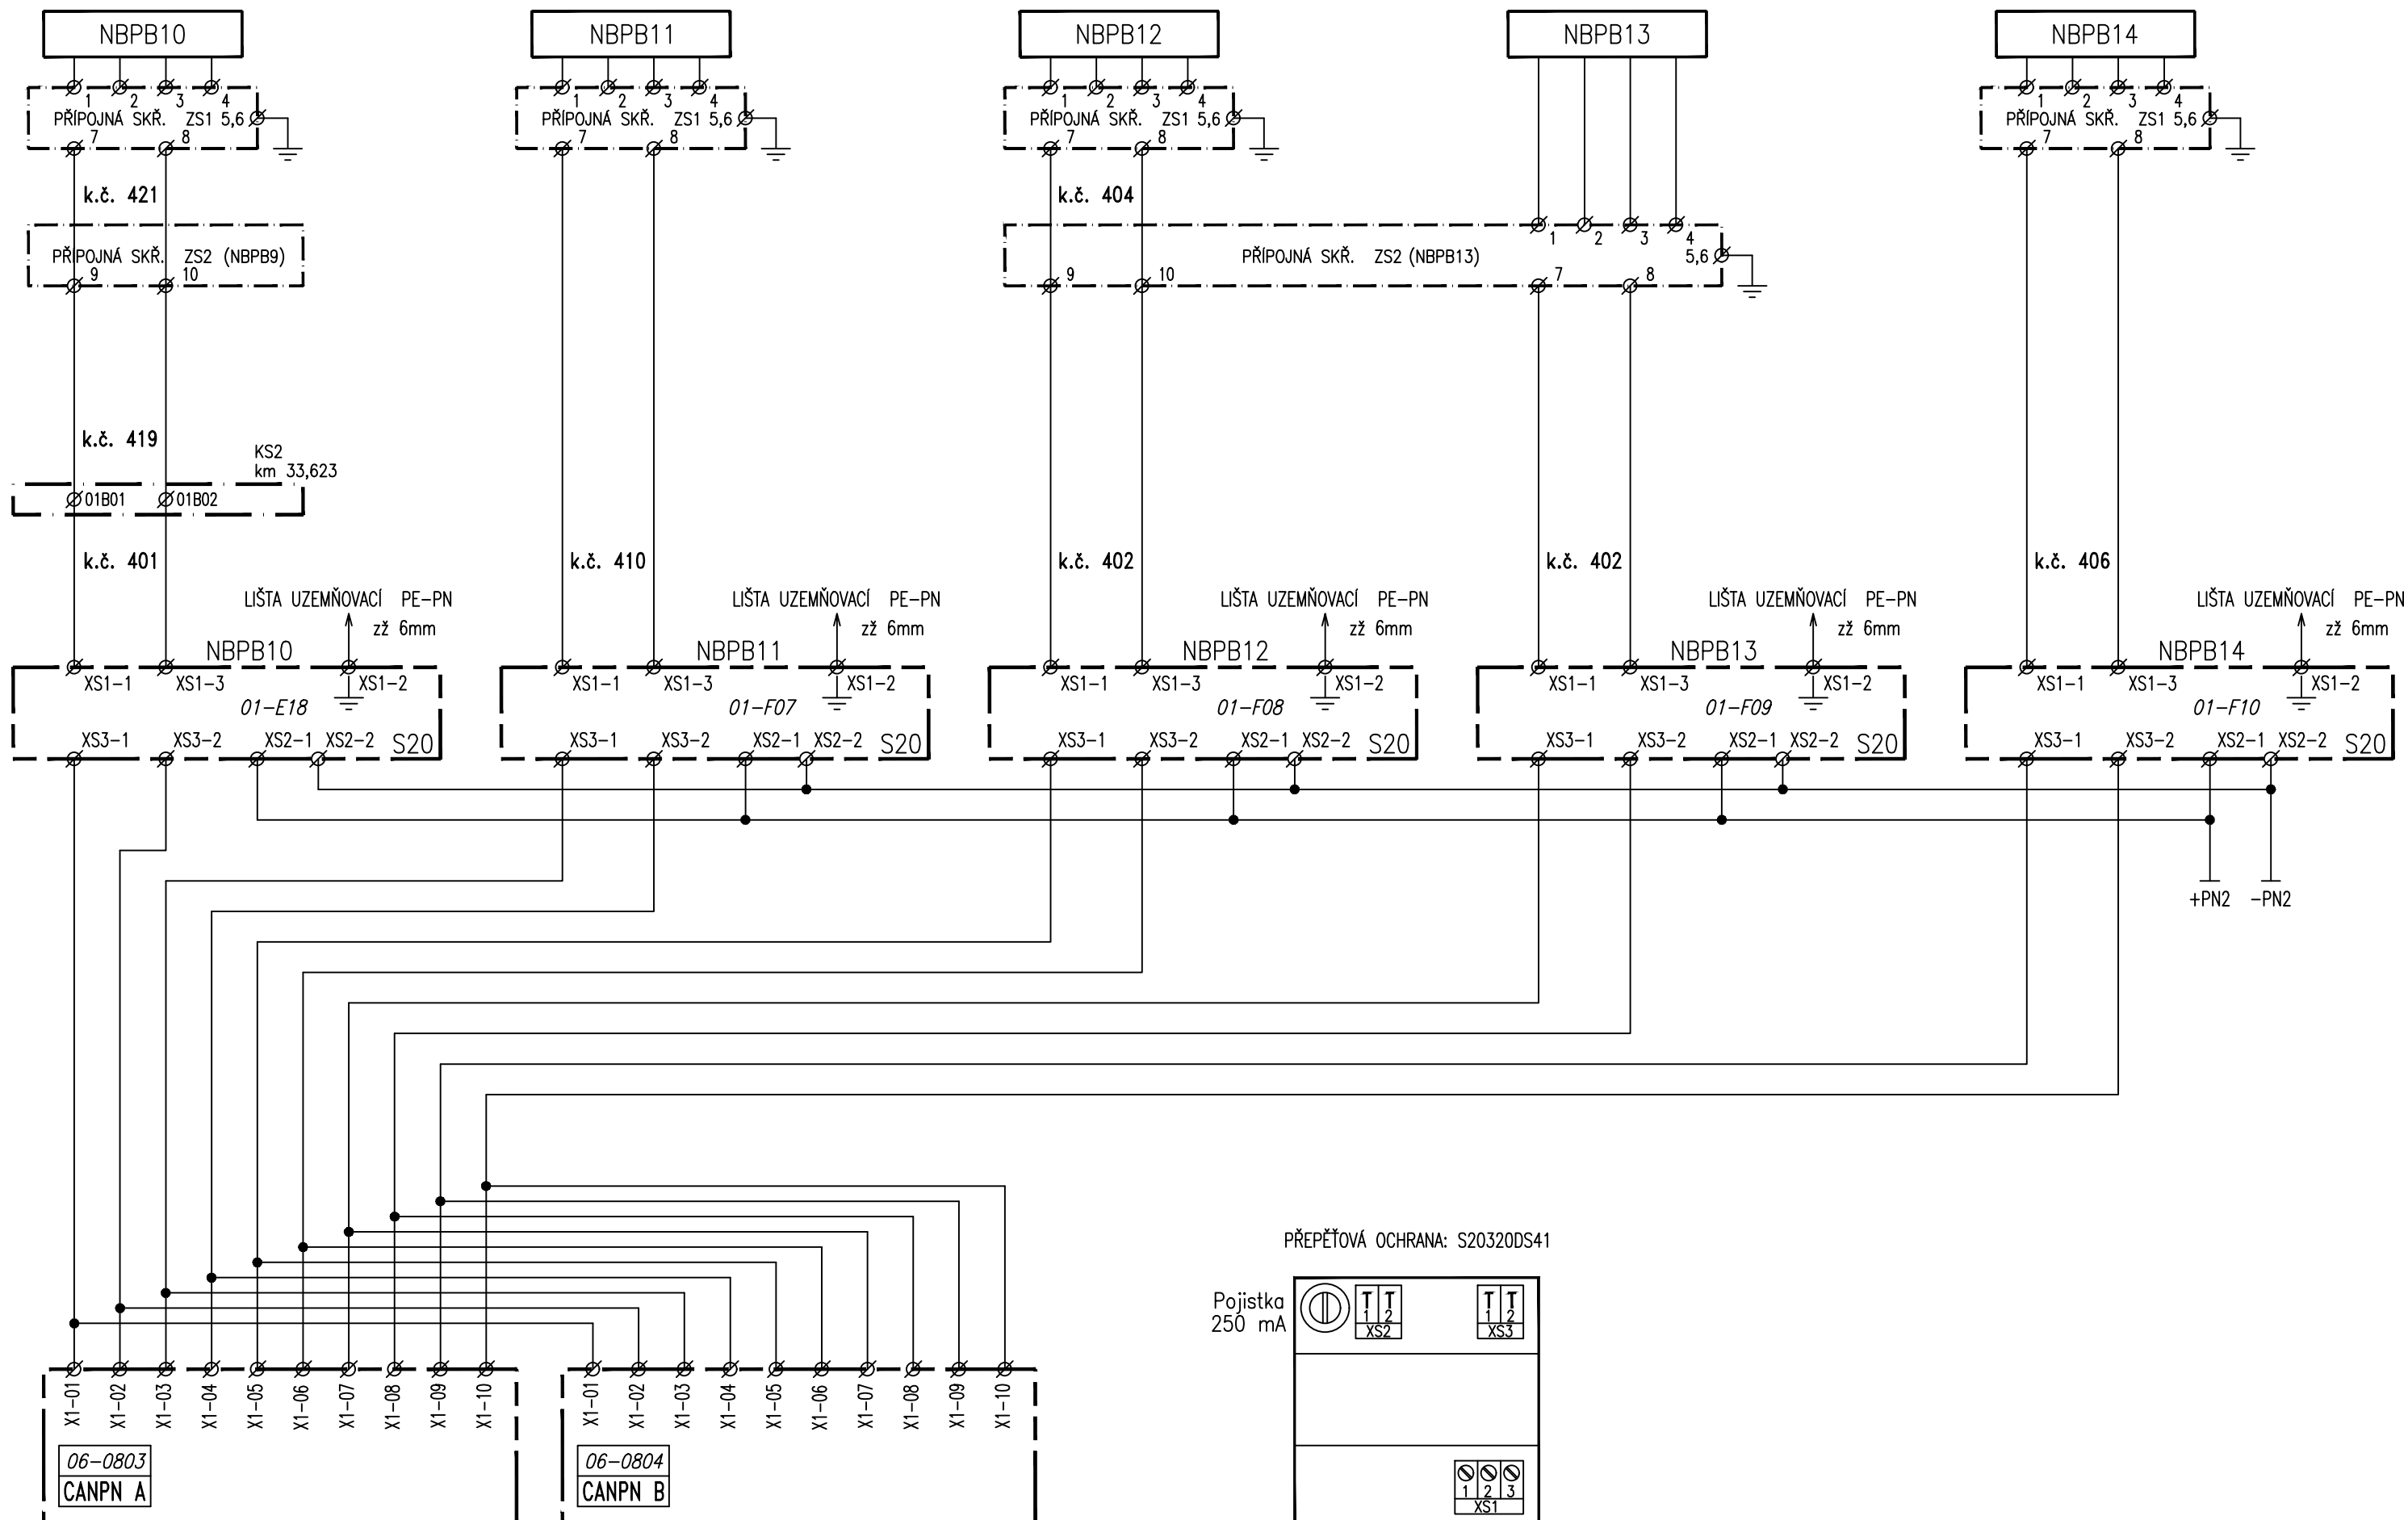 NBPB10 NBPB11 NBPB12 NBPB13 NBPB14
1 2 3 4 1 2 3 4 1 2 3 4 1 2 3 4
PŘÍPOJNÁ SKŘ. ZS1 5,6 PŘÍPOJNÁ SKŘ. ZS1 5,6 PŘÍPOJNÁ SKŘ. ZS1 5,6 PŘÍPOJNÁ SKŘ. ZS1 5,6
7 8 7 8 7 8 7 8
k.č. 421 k.č. 404
1 2 3 4
PŘÍPOJNÁ SKŘ. ZS2 (NBPB9) PŘÍPOJNÁ SKŘ. ZS2 (NBPB13) 5,6
9 10 9 10 7 8
k.č. 419
KS2
km 33,623
01B01 01B02
k.č. 401 k.č. 410 k.č. 402 k.č. 402 k.č. 406
LIŠTA UZEMŇOVACÍ PE-PN LIŠTA UZEMŇOVACÍ PE-PN LIŠTA UZEMŇOVACÍ PE-PN LIŠTA UZEMŇOVACÍ PE-PN LIŠTA UZEMŇOVACÍ PE-PN
zž 6mm zž 6mm zž 6mm zž 6mm zž 6mm
NBPB10 NBPB11 NBPB12 NBPB13 NBPB14
XS1-1 XS1-3 XS1-2 XS1-1 XS1-3 XS1-2 XS1-1 XS1-3 XS1-2 XS1-1 XS1-3 XS1-2 XS1-1 XS1-3 XS1-2
01-E18 01-F07 01-F08 01-F09 01-F10
XS3-1 XS3-2 XS2-1 XS2-2 S20 XS3-1 XS3-2 XS2-1 XS2-2 S20 XS3-1 XS3-2 XS2-1 XS2-2 S20 XS3-1 XS3-2 XS2-1 XS2-2 S20 XS3-1 XS3-2 XS2-1 XS2-2 S20
+PN2 -PN2
PŘEPĚŤOVÁ OCHRANA: S20320DS41
Pojistka
250 mA
1 2 1 2
XS2 XS3
X1-01 X1-02 X1-03 X1-04 X1-05 X1-06 X1-07 X1-08 X1-09 X1-10 X1-01 X1-02 X1-03 X1-04 X1-05 X1-06 X1-07 X1-08 X1-09 X1-10
06-0803 06-0804
CANPN A CANPN B
1 2 3
XS1